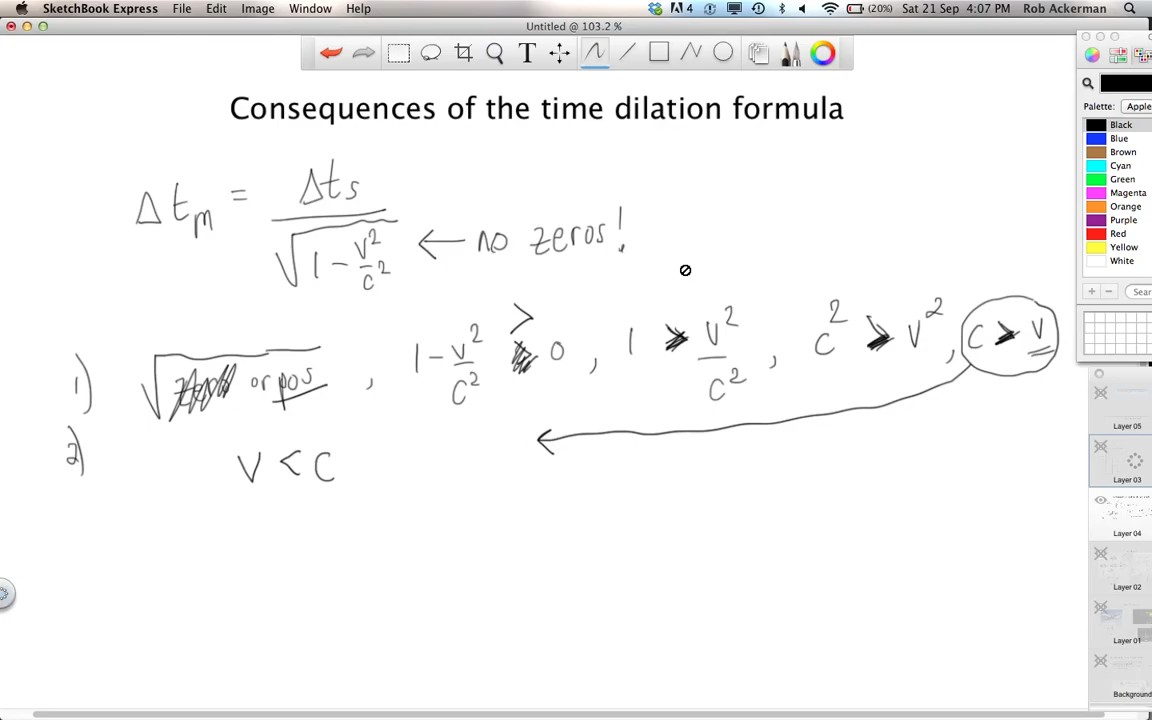 SketchBook Express File Edit Image Window Help 4 (20%) Sat 21 Sep 4:07 PM Rob Ackerman
Untitled @ 103.2 %
T
Consequences of the time dilation formula
Palette: Apple
Black
Blue
Brown
Cyan
Green
Magenta
Orange
Purple
Red
Yellow
White
Sear
Δtm = Δts / √(1 - v²/c²) ← no zeros!
1) √ or pos , 1 - v²/c² > 0 , 1 > v²/c² , c² > v² , c > v
2) v < c
Layer 05
Layer 03
Layer 04
Layer 02
Layer 01
Background